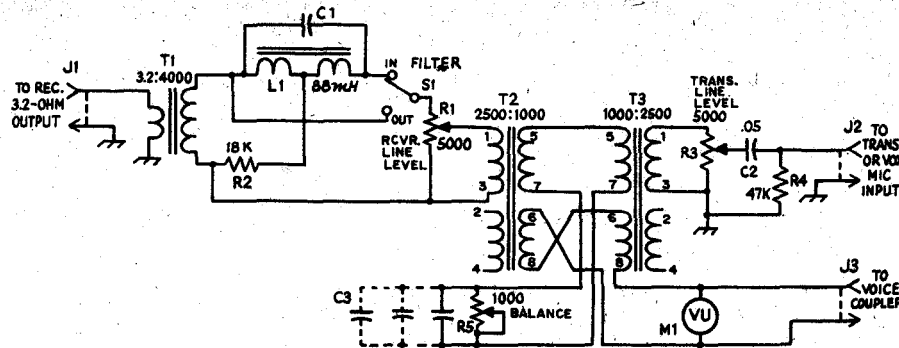 C1
J1
T1
3.2:4000
TO REC.
3.2-OHM
OUTPUT
L1
88mH
IN FILTER
S1
OUT
R1
5000
RCVR.
LINE
LEVEL
18 K
R2
T2
2500:1000
1
3
2
4
5
7
6
8
T3
1000:2500
5
7
6
8
1
3
2
4
TRANS.
LINE
LEVEL
5000
R3
.05
C2
R4
47K
J2
TO
TRANS
OR VOX
MIC
INPUT
C3
1000
BALANCE
R5
VU
M1
J3
TO
VOICE
COUPLER